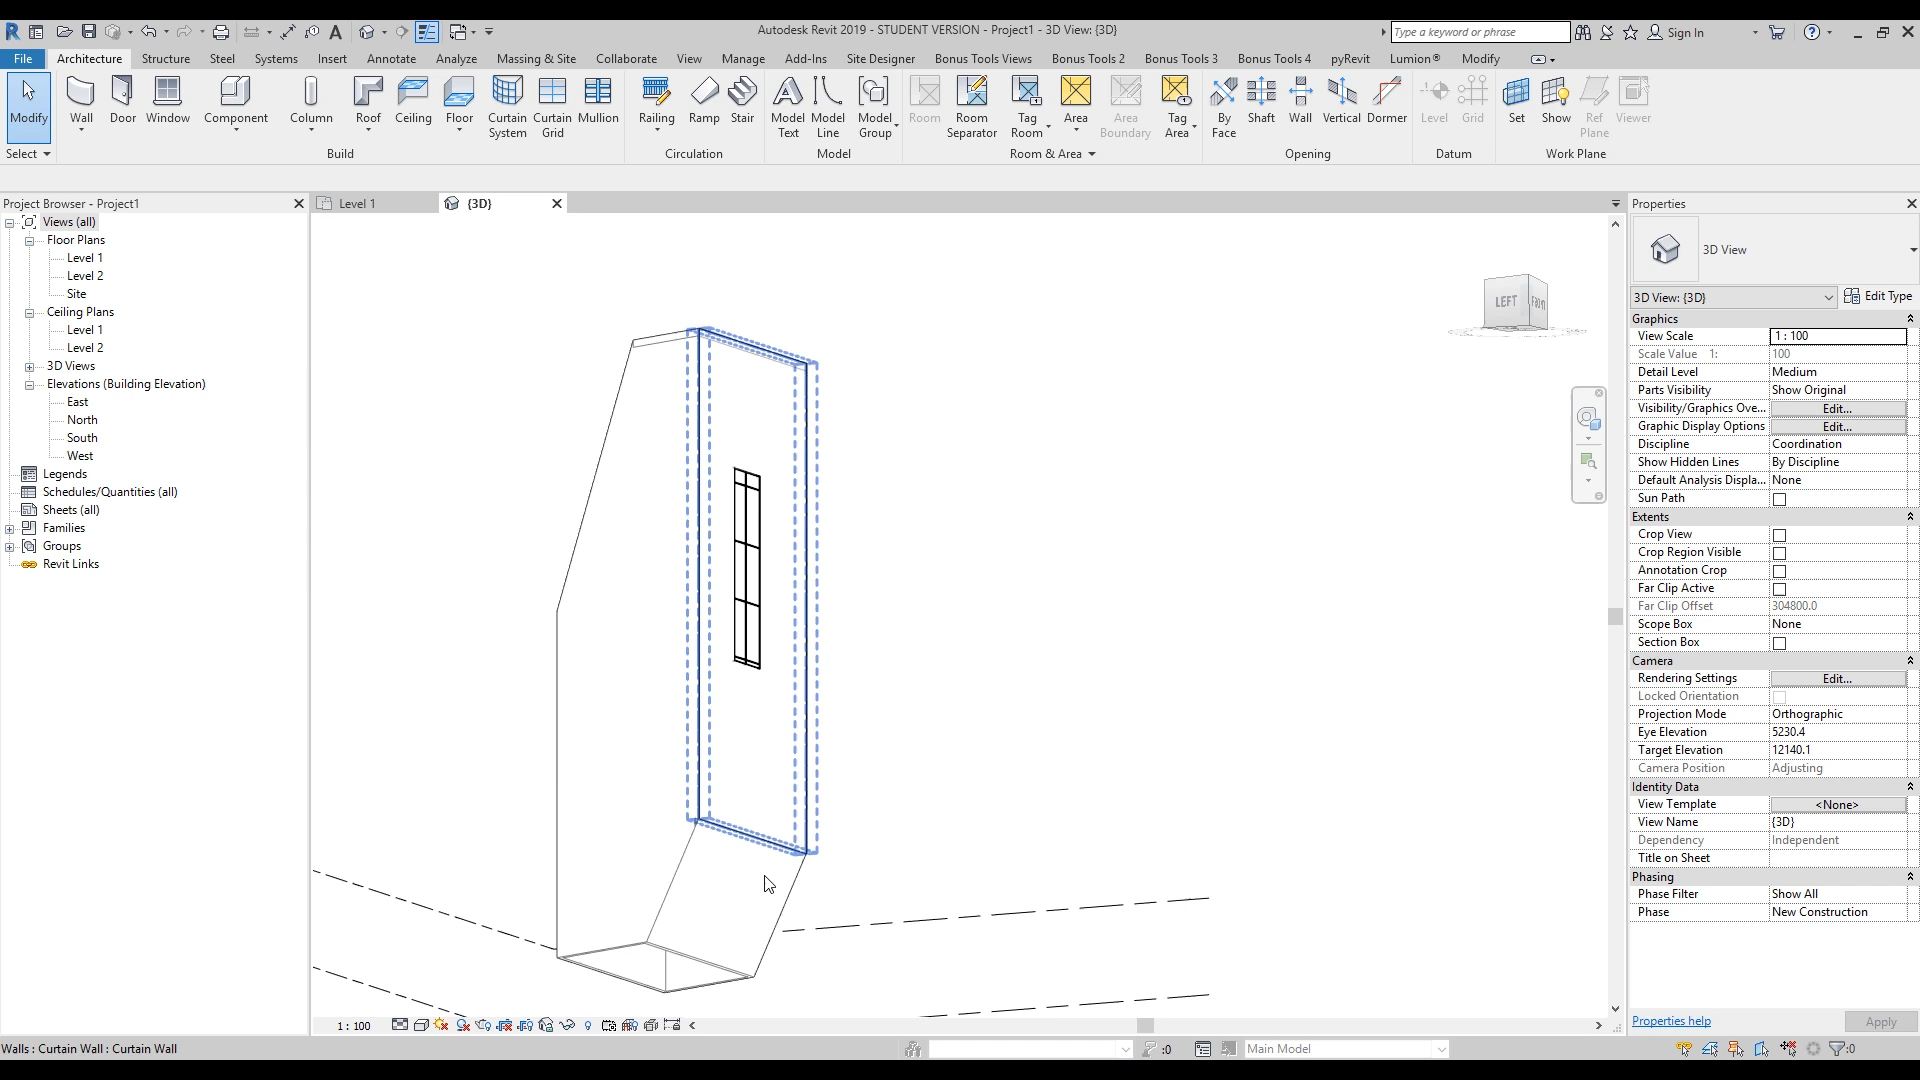 Autodesk Revit 2019 - STUDENT VERSION - Project1 - 3D View: {3D}
Type a keyword or phrase
Sign In
File Architecture Structure Steel Systems Insert Annotate Analyze Massing & Site Collaborate View Manage Add-Ins Site Designer Bonus Tools Views Bonus Tools 2 Bonus Tools 3 Bonus Tools 4 pyRevit Lumion® Modify
Modify Wall Door Window Component Column Roof Ceiling Floor Curtain System Curtain Grid Mullion Railing Ramp Stair Model Text Model Line Model Group Room Room Separator Tag Room Area Area Boundary Tag Area By Face Shaft Wall Vertical Dormer Level Grid Set Show Ref Plane Viewer
Select Build Circulation Model Room & Area Opening Datum Work Plane
Project Browser - Project1
Views (all)
Floor Plans
Level 1
Level 2
Site
Ceiling Plans
Level 1
Level 2
3D Views
Elevations (Building Elevation)
East
North
South
West
Legends
Schedules/Quantities (all)
Sheets (all)
Families
Groups
Revit Links
Level 1
{3D}
LEFT
FRONT
Properties
3D View
3D View: {3D}
Edit Type
Graphics
View Scale 1 : 100
Scale Value 1: 100
Detail Level Medium
Parts Visibility Show Original
Visibility/Graphics Ove... Edit...
Graphic Display Options Edit...
Discipline Coordination
Show Hidden Lines By Discipline
Default Analysis Displa... None
Sun Path
Extents
Crop View
Crop Region Visible
Annotation Crop
Far Clip Active
Far Clip Offset 304800.0
Scope Box None
Section Box
Camera
Rendering Settings Edit...
Locked Orientation
Projection Mode Orthographic
Eye Elevation 5230.4
Target Elevation 12140.1
Camera Position Adjusting
Identity Data
View Template <None>
View Name {3D}
Dependency Independent
Title on Sheet
Phasing
Phase Filter Show All
Phase New Construction
Properties help
Apply
1 : 100
Walls : Curtain Wall : Curtain Wall
:0
Main Model
:0